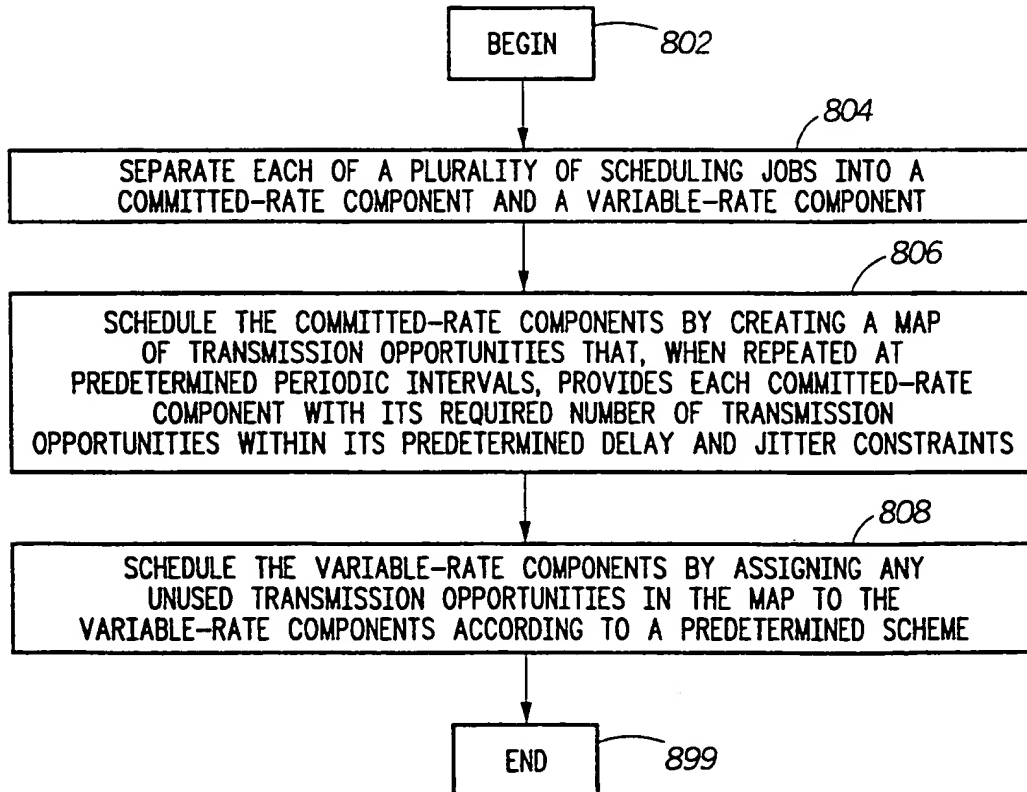 BEGIN
802
804
SEPARATE EACH OF A PLURALITY OF SCHEDULING JOBS INTO A
COMMITTED-RATE COMPONENT AND A VARIABLE-RATE COMPONENT
806
SCHEDULE THE COMMITTED-RATE COMPONENTS BY CREATING A MAP
OF TRANSMISSION OPPORTUNITIES THAT, WHEN REPEATED AT
PREDETERMINED PERIODIC INTERVALS, PROVIDES EACH COMMITTED-RATE
COMPONENT WITH ITS REQUIRED NUMBER OF TRANSMISSION
OPPORTUNITIES WITHIN ITS PREDETERMINED DELAY AND JITTER CONSTRAINTS
808
SCHEDULE THE VARIABLE-RATE COMPONENTS BY ASSIGNING ANY
UNUSED TRANSMISSION OPPORTUNITIES IN THE MAP TO THE
VARIABLE-RATE COMPONENTS ACCORDING TO A PREDETERMINED SCHEME
END
899